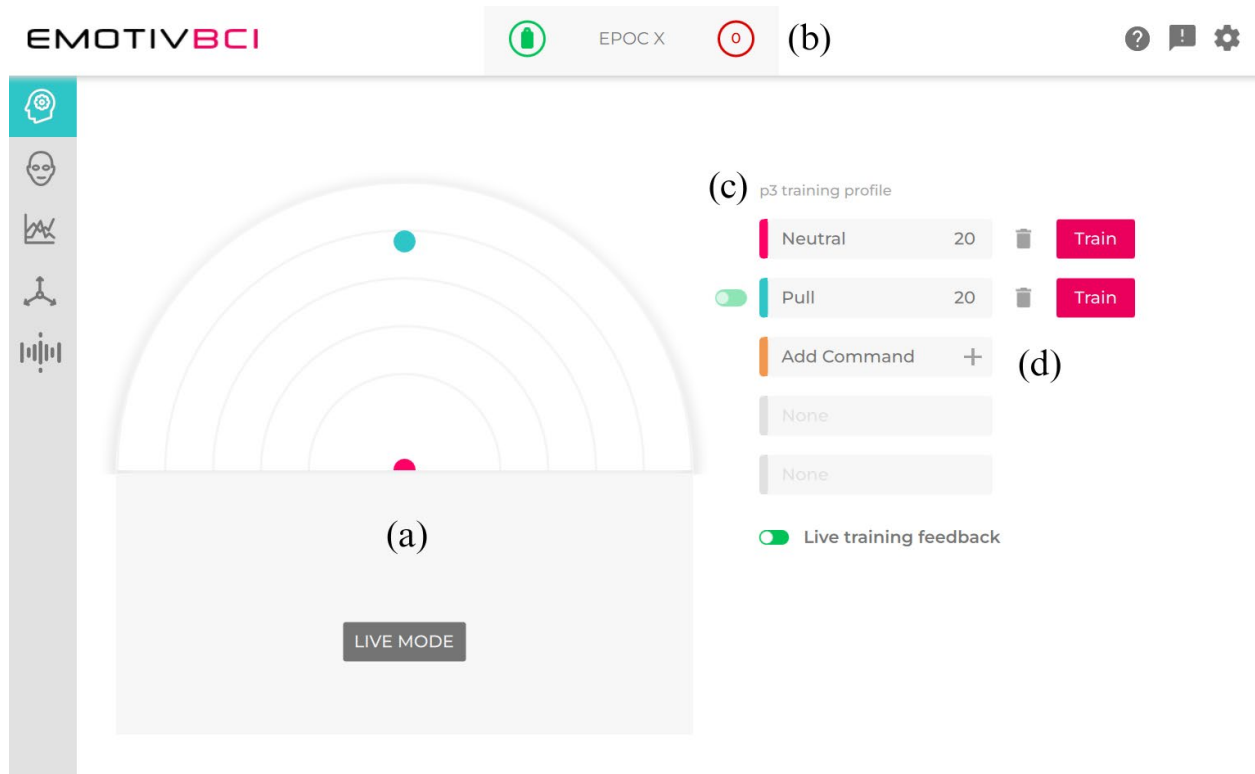 EMOTIVBCI
EPOC X
0
(b)
(c)
p3 training profile
Neutral 20 Train
Pull 20 Train
Add Command +
(d)
None
None
(a)
Live training feedback
LIVE MODE